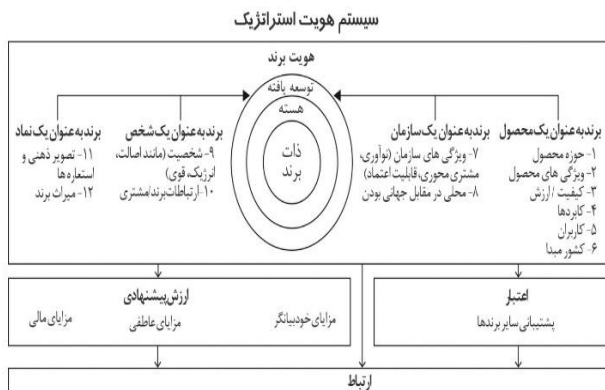 سیستم هویت استراتژیک
هویت برند
توسعه یافته
هسته
ذات
برند
برند به عنوان یک محصول
۱- حوزه محصول
۲- ویژگی های محصول
۳- کیفیت / ارزش
۴- کابردها
۵- کاربران
۶- کشور مبدا
برند به عنوان یک سازمان
۷- ویژگی های سازمان (نوآوری،
مشتری محوری، قابلیت اعتماد)
۸- محلی در مقابل جهانی بودن
برند به عنوان یک شخص
۹- شخصیت (مانند اصالت،
انرژیک، قوی)
۱۰- ارتباطات برند/مشتری
برند به عنوان یک نماد
۱۱- تصویر ذهنی و
استعاره ها
۱۲- میراث برند
اعتبار
پشتیبانی سایر برندها
ارزش پیشنهادی
مزایای خودبیانگر
مزایای عاطفی
مزایای مالی
ارتباط